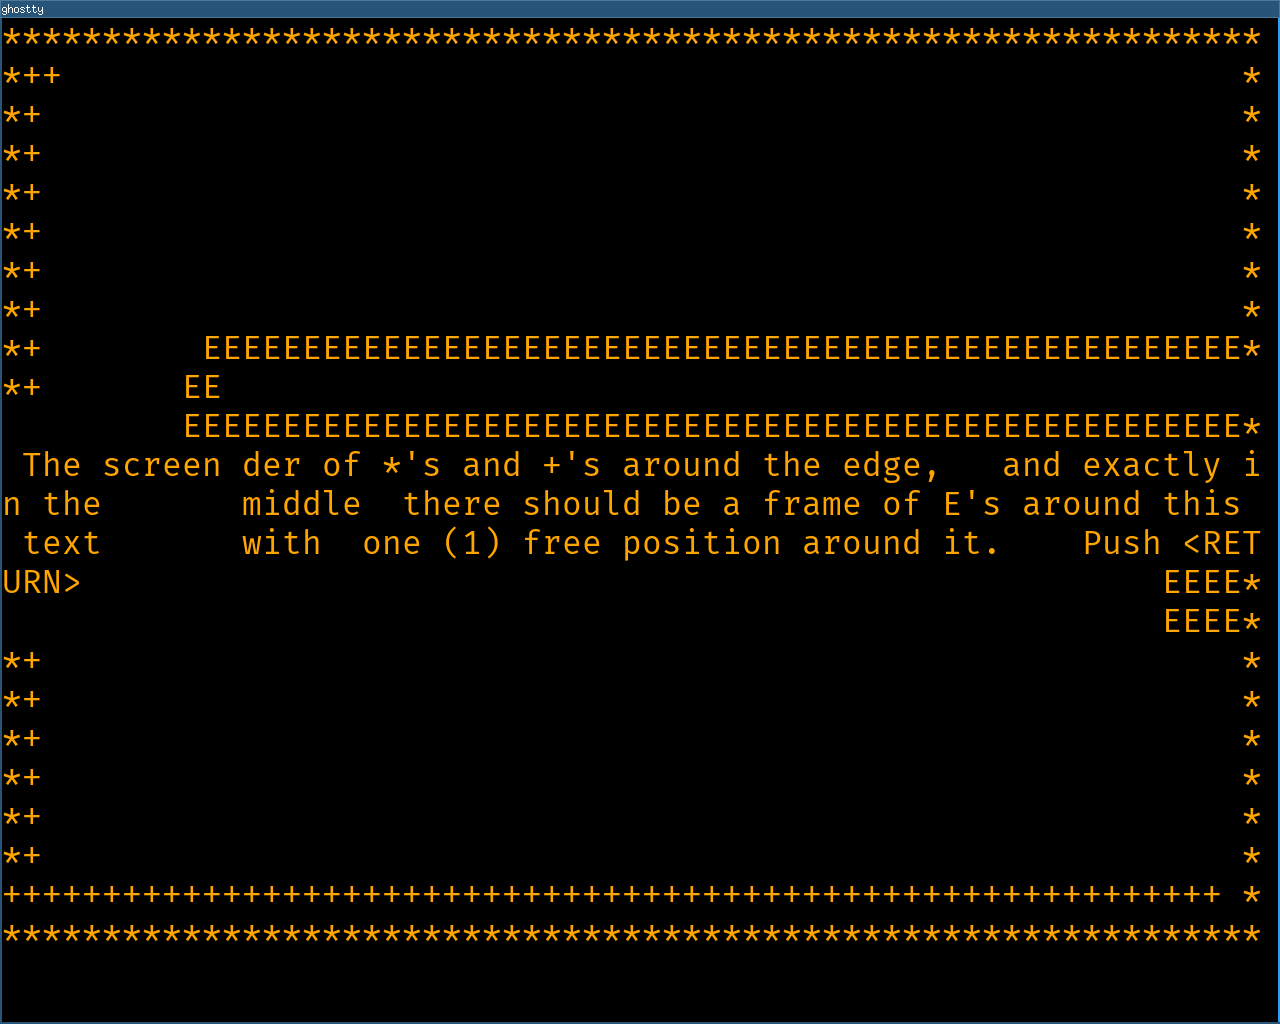 ***************************************************************
*++                                                           *
*+                                                            *
*+                                                            *
*+                                                            *
*+                                                            *
*+                                                            *
*+                                                            *
*+        EEEEEEEEEEEEEEEEEEEEEEEEEEEEEEEEEEEEEEEEEEEEEEEEEEEE*
*+       EE
         EEEEEEEEEEEEEEEEEEEEEEEEEEEEEEEEEEEEEEEEEEEEEEEEEEEEE*
 The screen der of *'s and +'s around the edge,   and exactly i
n the       middle  there should be a frame of E's around this
 text       with  one (1) free position around it.    Push <RET
URN>                                                      EEEE*
                                                          EEEE*
*+                                                            *
*+                                                            *
*+                                                            *
*+                                                            *
*+                                                            *
*+                                                            *
+++++++++++++++++++++++++++++++++++++++++++++++++++++++++++++ *
***************************************************************
ghostty